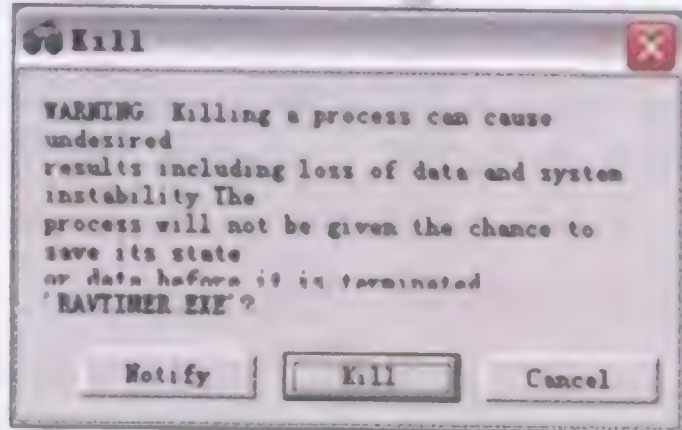 Kill
WARNING Killing a process can cause
undesired
results including loss of data and system
instability The
process will not be given the chance to
save its state
or data before it is terminated
'RAVTIMER EXE'?
Notify Kill Cancel